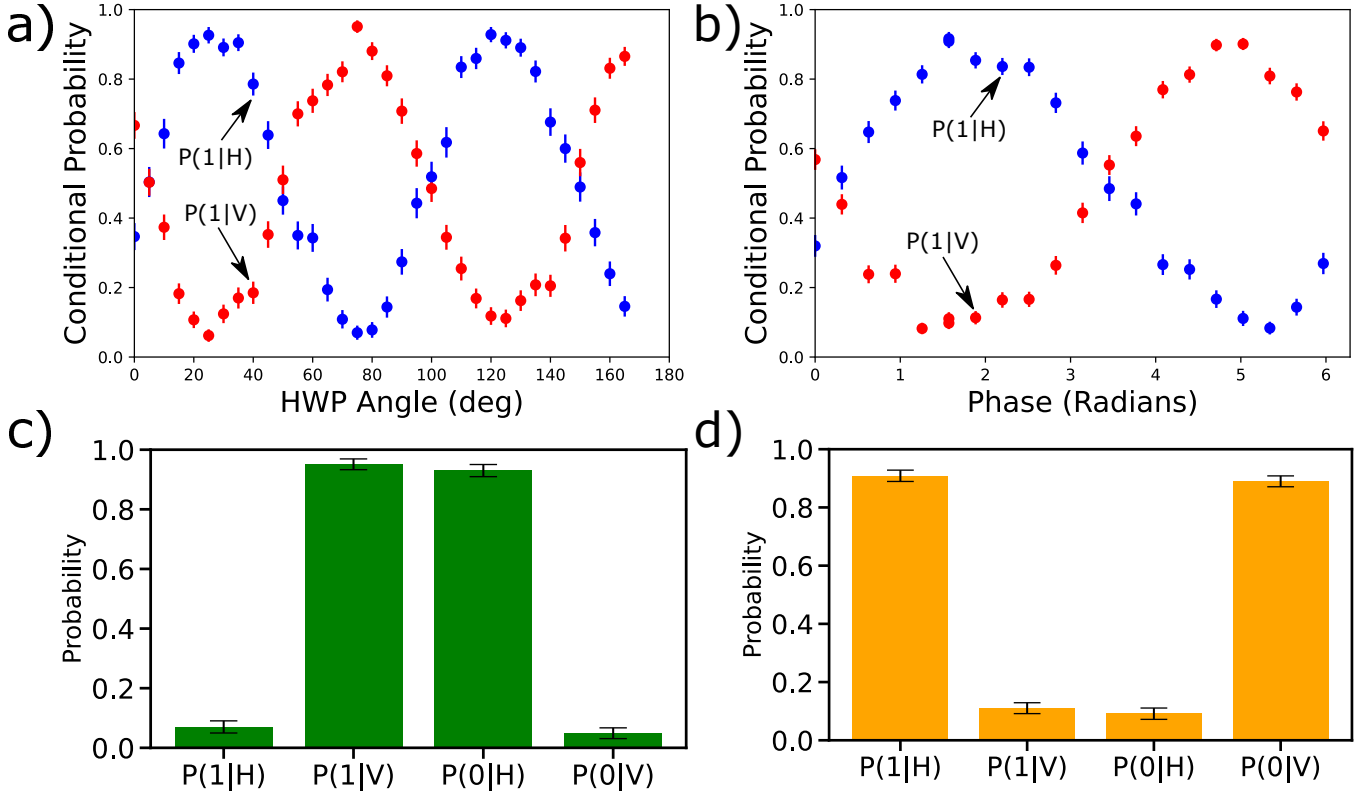 a)
Conditional Probability
1.0
0.8
0.6
0.4
0.2
0.0
P(1|H)
P(1|V)
0 20 40 60 80 100 120 140 160 180
HWP Angle (deg)
b)
Conditional Probability
1.0
0.8
0.6
0.4
0.2
0.0
P(1|H)
P(1|V)
0 1 2 3 4 5 6
Phase (Radians)
c)
Probability
1.0
0.8
0.6
0.4
0.2
0.0
P(1|H) P(1|V) P(0|H) P(0|V)
d)
Probability
1.0
0.8
0.6
0.4
0.2
0.0
P(1|H) P(1|V) P(0|H) P(0|V)